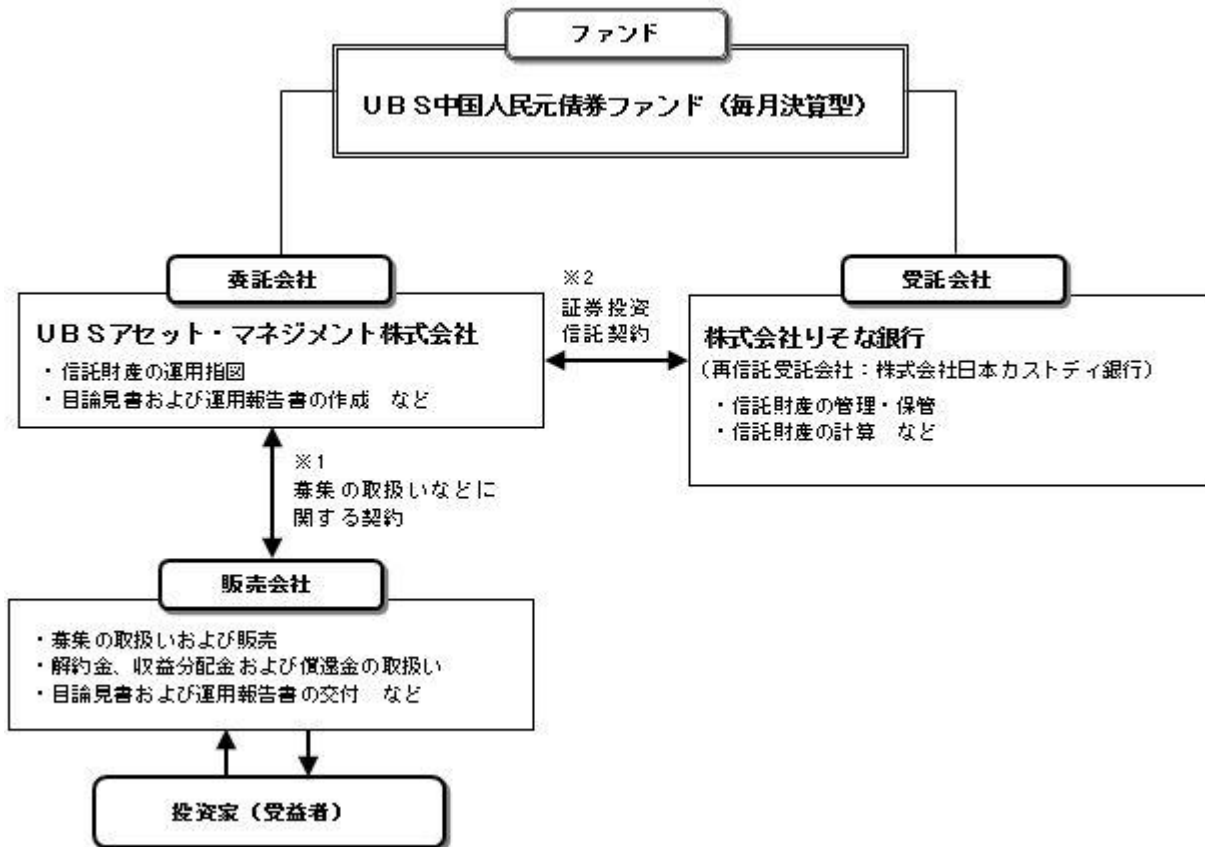 ファンド
UBS中国人民元債券ファンド（毎月決算型）
委託会社
UBSアセット・マネジメント株式会社
・信託財産の運用指図
・目論見書および運用報告書の作成　など
※2
証券投資
信託契約
受託会社
株式会社りそな銀行
（再信託受託会社：株式会社日本カストディ銀行）
・信託財産の管理・保管
・信託財産の計算　など
※1
募集の取扱いなどに
関する契約
販売会社
・募集の取扱いおよび販売
・解約金、収益分配金および償還金の取扱い
・目論見書および運用報告書の交付　など
投資家（受益者）